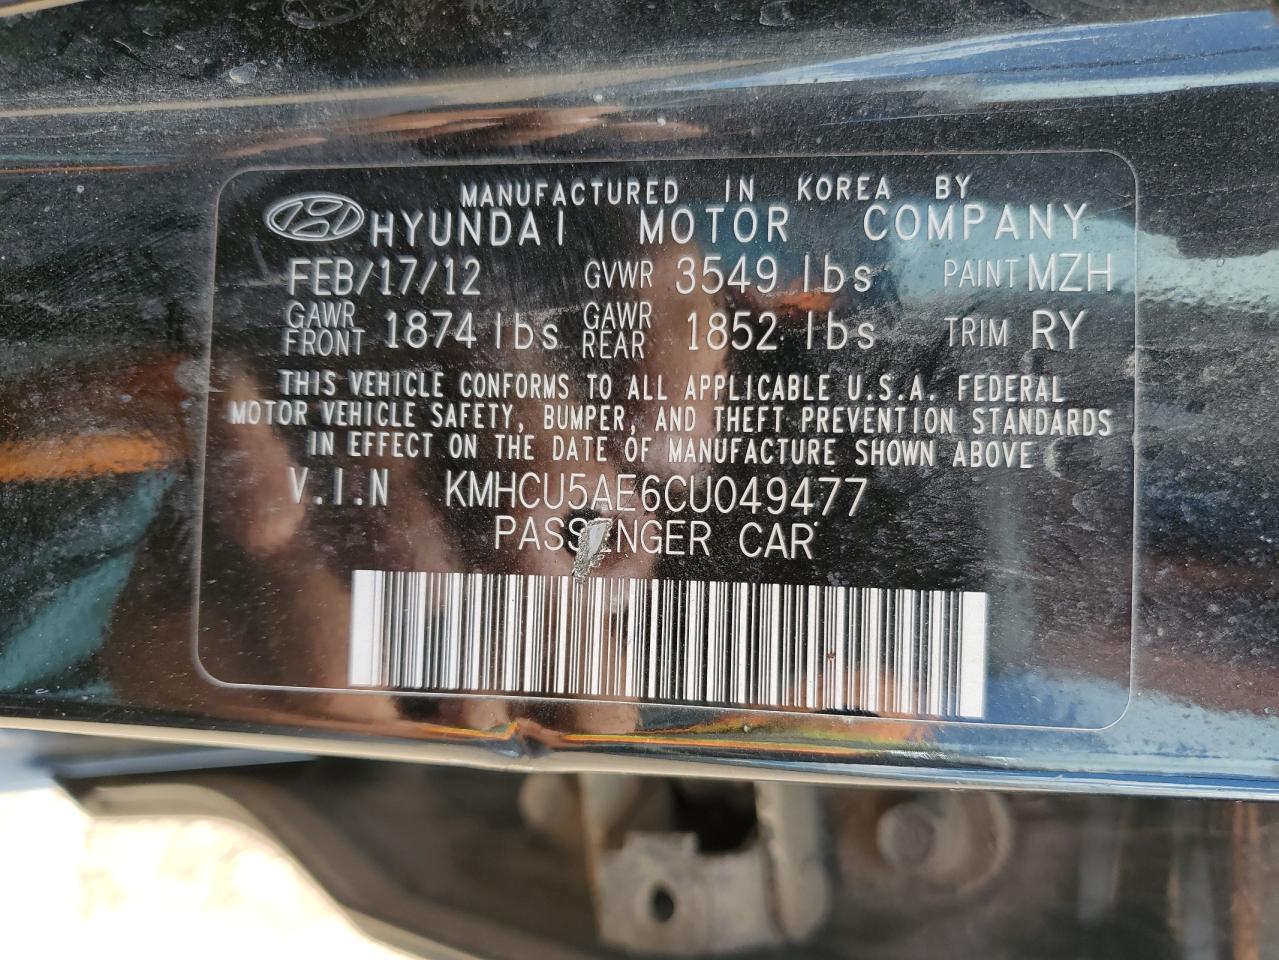 MANUFACTURED IN KOREA BY
HYUNDAI MOTOR COMPANY
FEB/17/12 GVWR 3549 lbs PAINT MZH
GAWR FRONT 1874 lbs GAWR REAR 1852 lbs TRIM RY
THIS VEHICLE CONFORMS TO ALL APPLICABLE U.S.A. FEDERAL
MOTOR VEHICLE SAFETY, BUMPER, AND THEFT PREVENTION STANDARDS
IN EFFECT ON THE DATE OF MANUFACTURE SHOWN ABOVE
V.I.N KMHCU5AE6CU049477
PASSENGER CAR